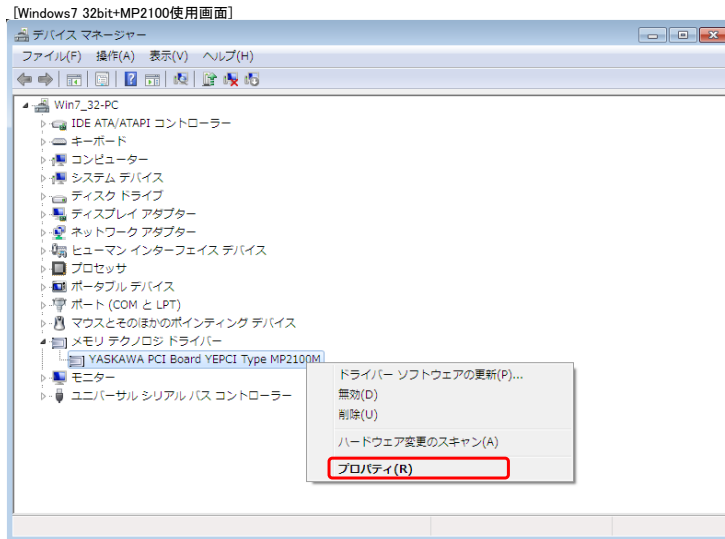 [Windows7 32bit+MP2100使用画面]
デバイス マネージャー
ファイル(F) 操作(A) 表示(V) ヘルプ(H)
Win7_32-PC
IDE ATA/ATAPI コントローラー
キーボード
コンピューター
システム デバイス
ディスク ドライブ
ディスプレイ アダプター
ネットワーク アダプター
ヒューマン インターフェイス デバイス
プロセッサ
ポータブル デバイス
ポート (COM と LPT)
マウスとそのほかのポインティング デバイス
メモリ テクノロジ ドライバー
YASKAWA PCI Board YEPCI Type MP2100M
モニター
ユニバーサル シリアル バス コントローラー
ドライバー ソフトウェアの更新(P)...
無効(D)
削除(U)
ハードウェア変更のスキャン(A)
プロパティ(R)